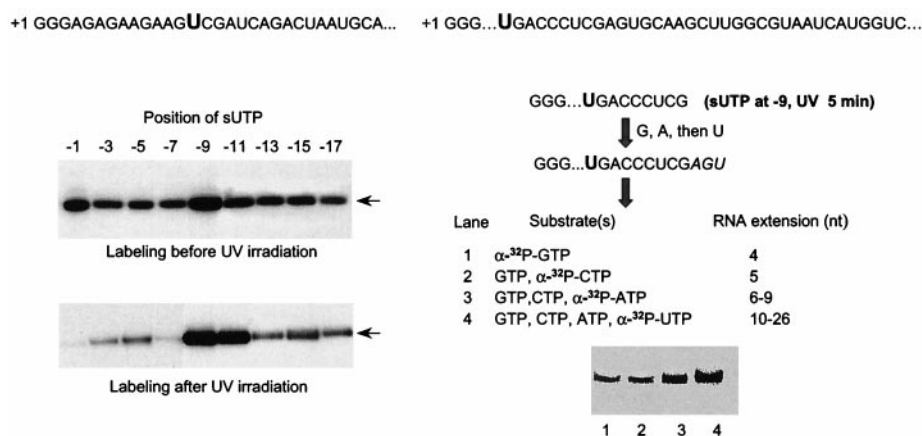 +1 GGGAGAGAAGAAGUCGAUCAGACUAAUGCA...
+1 GGG...UGACCCUCGAGUGCAAGCUUGGCGUAAUCAUGGUC...
Position of sUTP
-1 -3 -5 -7 -9 -11 -13 -15 -17
Labeling before UV irradiation
Labeling after UV irradiation
GGG...UGACCCUCG (sUTP at -9, UV 5 min)
G, A, then U
GGG...UGACCCUCGAGU
Lane Substrate(s) RNA extension (nt)
1 α-³²P-GTP 4
2 GTP, α-³²P-CTP 5
3 GTP,CTP, α-³²P-ATP 6-9
4 GTP, CTP, ATP, α-³²P-UTP 10-26
1 2 3 4